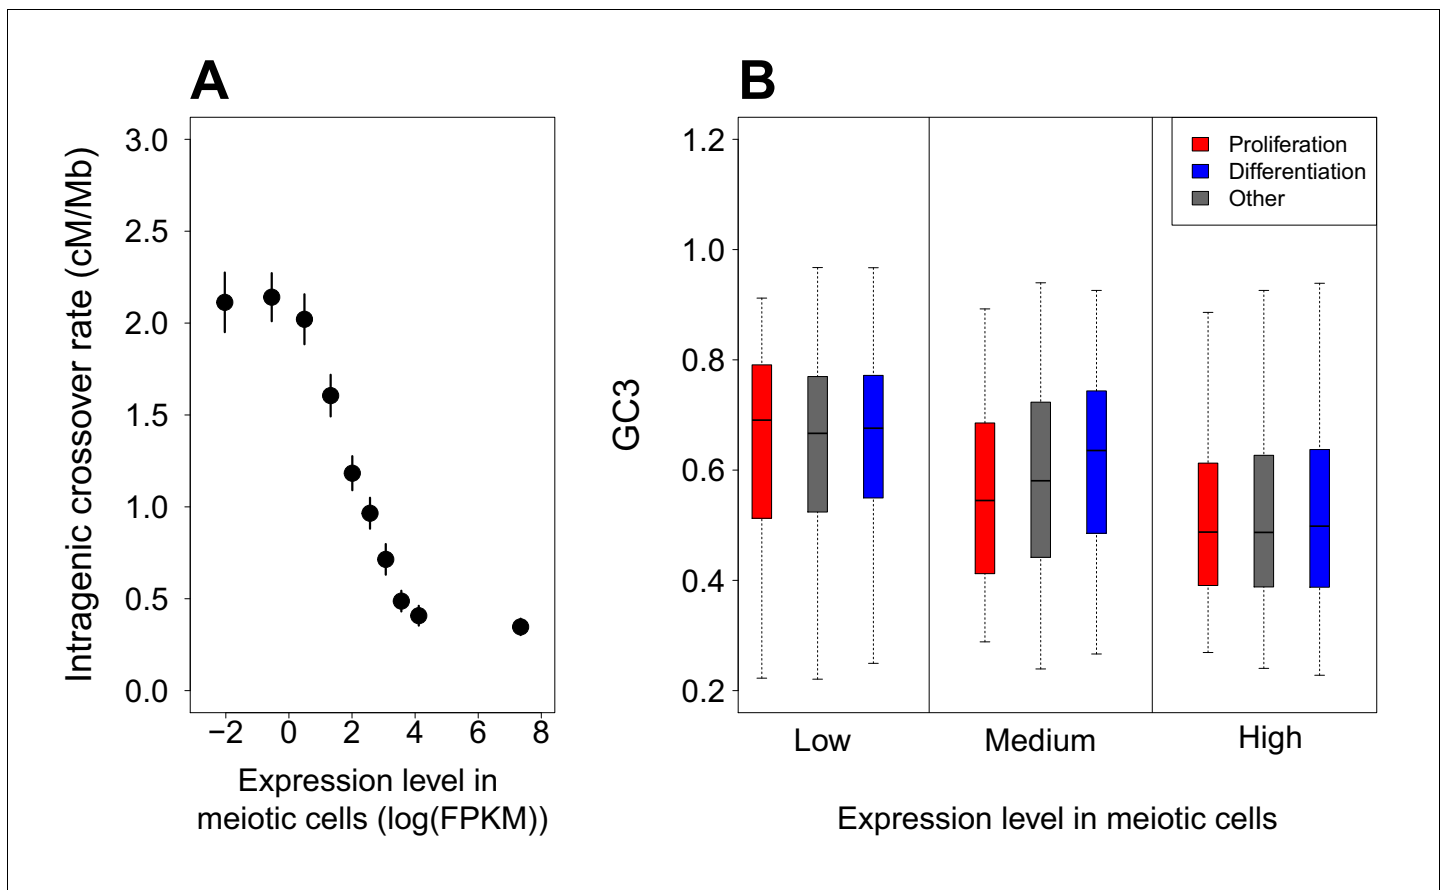 A
3.0
2.5
2.0
1.5
1.0
0.5
0.0
Intragenic crossover rate (cM/Mb)
−2 0 2 4 6 8
Expression level in
meiotic cells (log(FPKM))
B
1.2
1.0
0.8
0.6
0.4
0.2
GC3
Proliferation
Differentiation
Other
Low Medium High
Expression level in meiotic cells